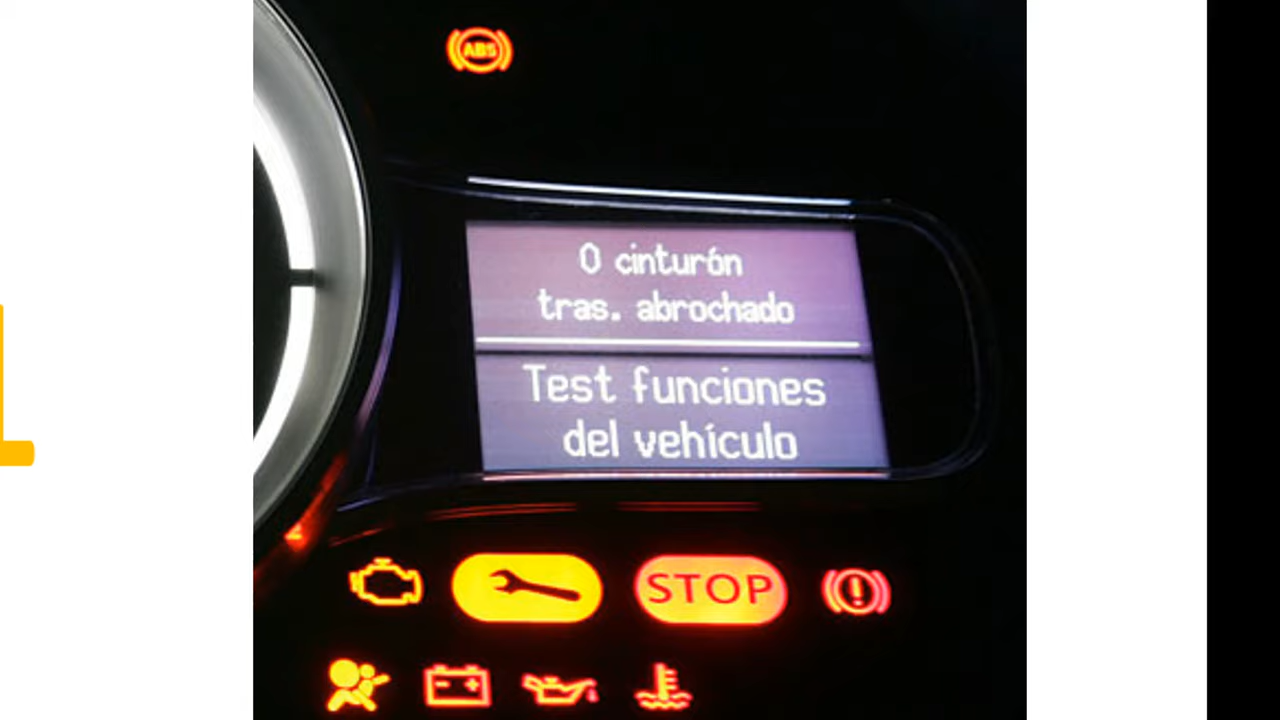 ABS
0 cinturón
tras. abrochado
Test funciones
del vehículo
STOP